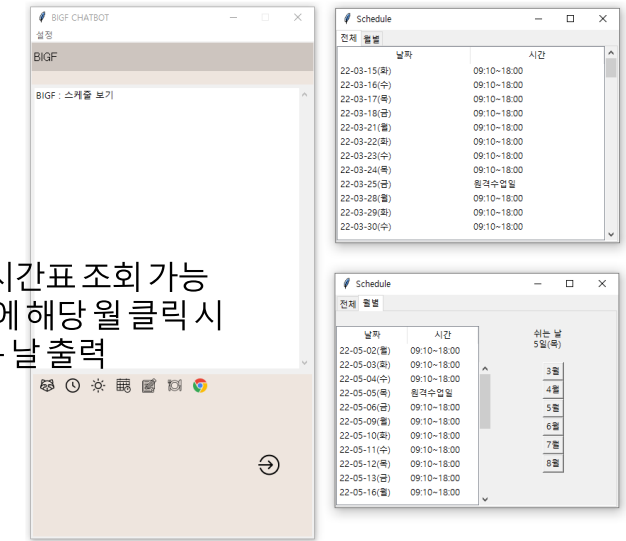 BIGF CHATBOT
설정
BIGF
BIGF : 스케줄 보기
시간표 조회 가능
에 해당 월 클릭 시
날 출력
Schedule
전체 월별
날짜 시간
22-03-15(화) 09:10~18:00
22-03-16(수) 09:10~18:00
22-03-17(목) 09:10~18:00
22-03-18(금) 09:10~18:00
22-03-21(월) 09:10~18:00
22-03-22(화) 09:10~18:00
22-03-23(수) 09:10~18:00
22-03-24(목) 09:10~18:00
22-03-25(금) 원격수업일
22-03-28(월) 09:10~18:00
22-03-29(화) 09:10~18:00
22-03-30(수) 09:10~18:00
Schedule
전체 월별
날짜 시간
22-05-02(월) 09:10~18:00
22-05-03(화) 09:10~18:00
22-05-04(수) 09:10~18:00
22-05-05(목) 원격수업일
22-05-06(금) 09:10~18:00
22-05-09(월) 09:10~18:00
22-05-10(화) 09:10~18:00
22-05-11(수) 09:10~18:00
22-05-12(목) 09:10~18:00
22-05-13(금) 09:10~18:00
22-05-16(월) 09:10~18:00
쉬는 날
5일(목)
3월
4월
5월
6월
7월
8월